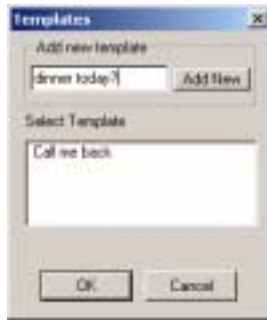 Templates
Add new template
dinner today?
Add New
Select Template
Call me back
OK
Cancel